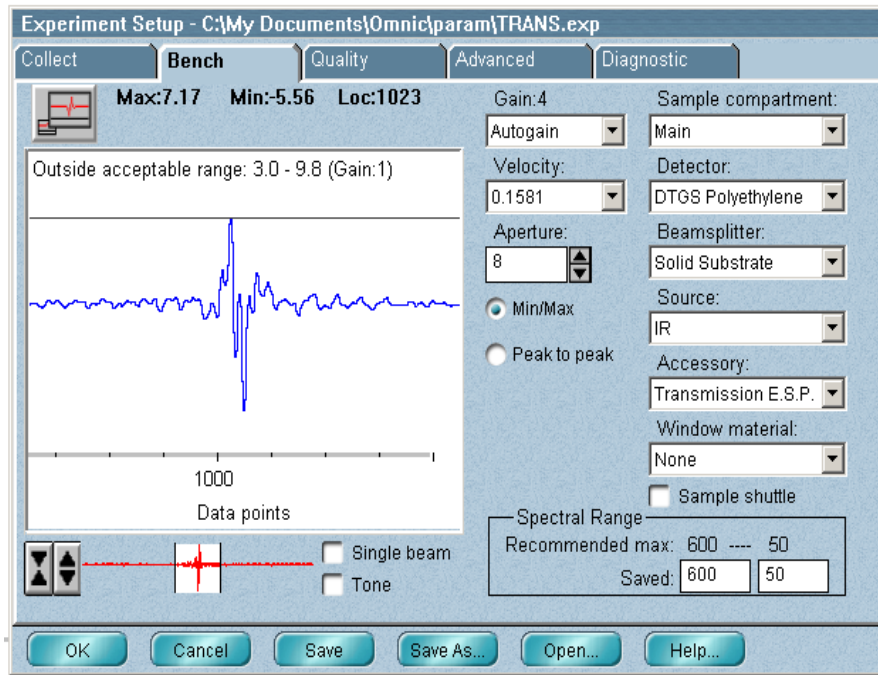 Experiment Setup - C:\My Documents\Omnic\param\TRANS.exp
Collect Bench Quality Advanced Diagnostic
Max:7.17 Min:-5.56 Loc:1023
Outside acceptable range: 3.0 - 9.8 (Gain:1)
1000
Data points
Single beam
Tone
Gain:4
Autogain
Velocity:
0.1581
Aperture:
8
Min/Max
Peak to peak
Sample compartment:
Main
Detector:
DTGS Polyethylene
Beamsplitter:
Solid Substrate
Source:
IR
Accessory:
Transmission E.S.P.
Window material:
None
Sample shuttle
Spectral Range
Recommended max: 600 ---- 50
Saved: 600 50
OK Cancel Save Save As... Open... Help...